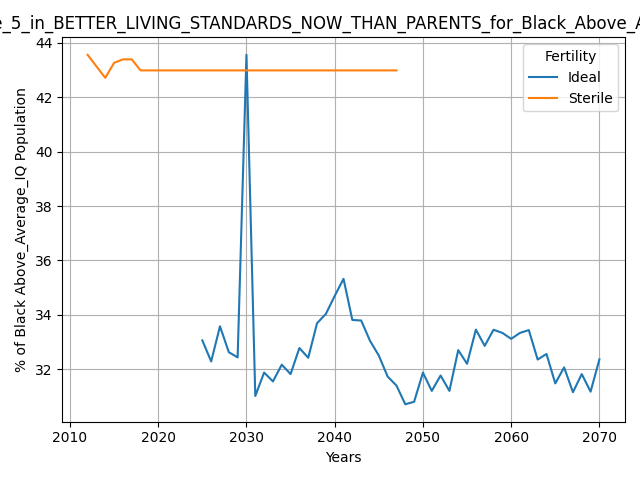 _5_in_BETTER_LIVING_STANDARDS_NOW_THAN_PARENTS_for_Black_Above_A
44
42
40
38
36
34
32
% of Black Above_Average_IQ Population
Fertility
Ideal
Sterile
2010 2020 2030 2040 2050 2060 2070
Years